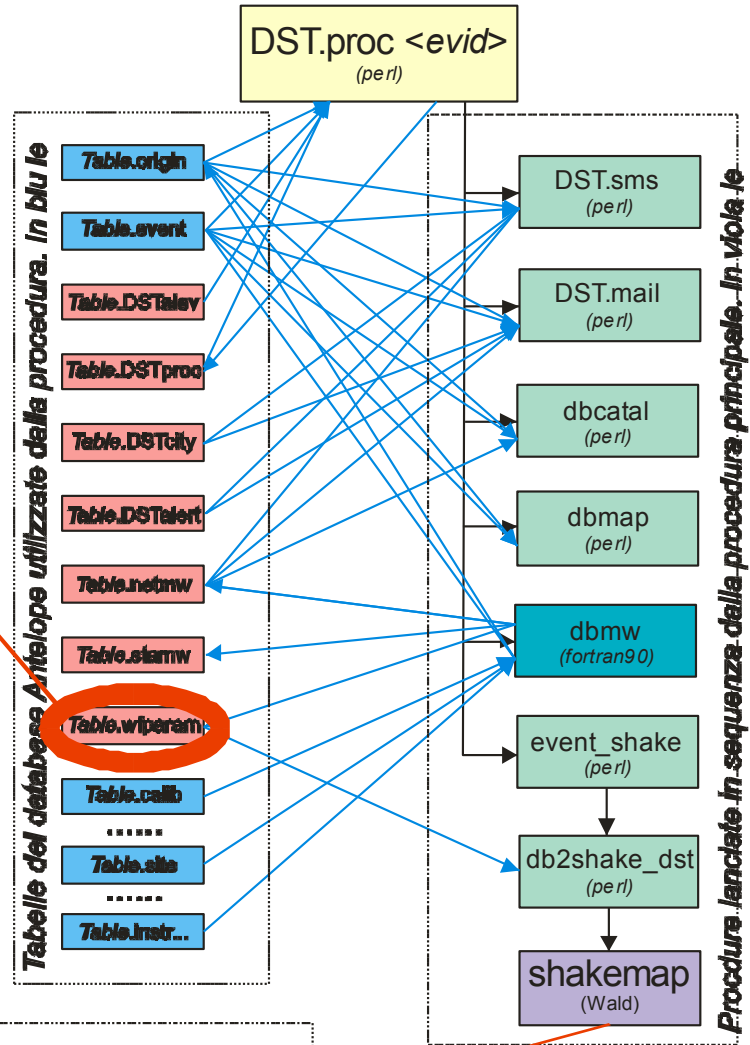 DST.proc <evid>
(perl)
Tabelle del database Antelope utilizzate dalla procedura. In blu le
Table.origin
Table.event
Table.DSTalev
Table.DSTproc
Table.DSTcity
Table.DSTalert
Table.netmw
Table.stamw
Table.wfparam
Table.calib
......
Table.site
......
Table.instr...
DST.sms
(perl)
DST.mail
(perl)
dbcatal
(perl)
dbmap
(perl)
dbmw
(fortran90)
event_shake
(perl)
db2shake_dst
(perl)
shakemap
(Wald)
Procdure lanciate in sequenza dalla procedura principale. In viola le